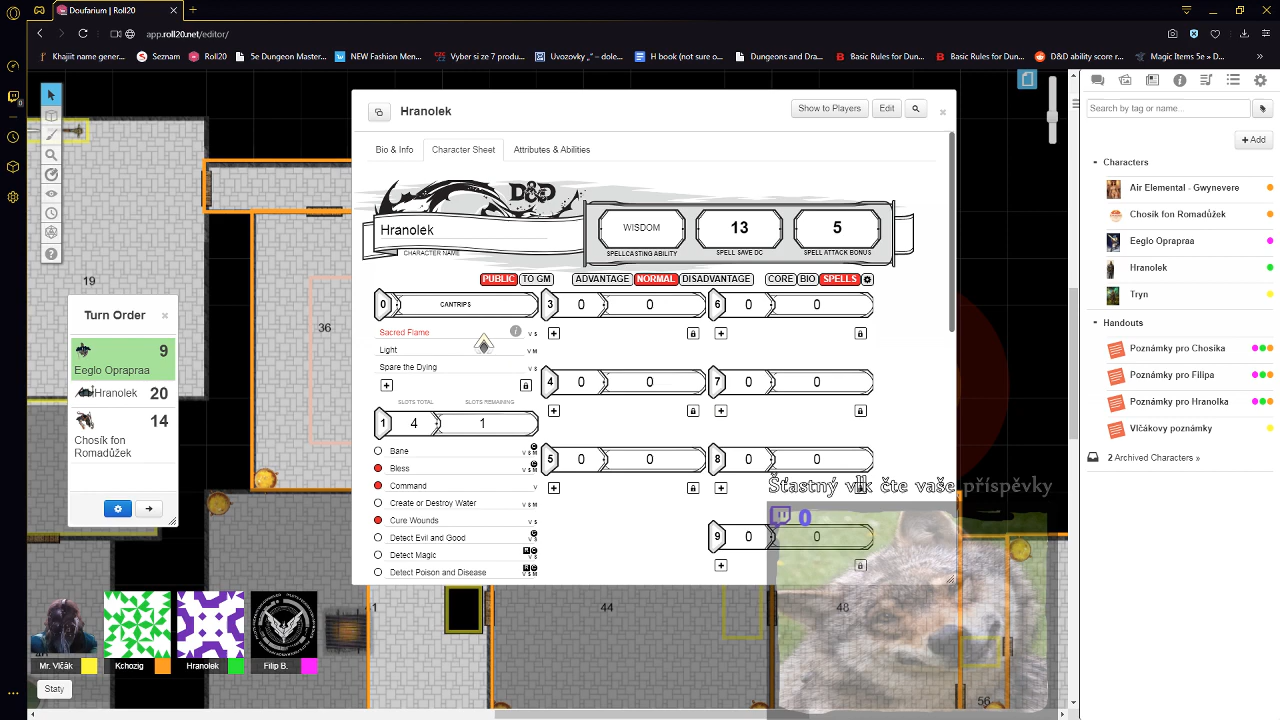 Doufarium | Roll20
app.roll20.net/editor/
Khajiit name gener...
Seznam
Roll20
5e Dungeon Master...
NEW Fashion Men...
Vyber si ze 7 prost...
Uvozovky „“ – dole...
H book (not sure o...
Dungeons and Dra...
Basic Rules for Dun...
Basic Rules for Dun...
D&D ability score r...
Magic Items 5e »
Hranolek
Show to Players
Edit
Bio & Info
Character Sheet
Attributes & Abilities
D&D
Hranolek
CHARACTER NAME
WISDOM
SPELLCASTING ABILITY
13
SPELL SAVE DC
5
SPELL ATTACK BONUS
PUBLIC
TO GM
ADVANTAGE
NORMAL
DISADVANTAGE
CORE
BIO
SPELLS
0 CANTRIPS
Sacred Flame V S
Light V M
Spare the Dying V S
SLOTS TOTAL
SLOTS REMAINING
1 4 1
Bane V S M
Bless V S M
Command V
Create or Destroy Water V S M
Cure Wounds V S
Detect Evil and Good V S
Detect Magic V S
Detect Poison and Disease V S M
3 0 0
4 0 0
5 0 0
6 0 0
7 0 0
8 0 0
9 0 0
19
36
Turn Order
9
Eeglo Oprapraa
Hranolek 20
14
Chosík fon
Romadůžek
44
48
56
1
Mr. Vlčák
Kchozig
Hranolek
Filip B.
Staty
Šťastný vlk čte vaše příspěvky
0
Search by tag or name...
+ Add
Characters
Air Elemental - Gwynevere
Chosík fon Romadůžek
Eeglo Oprapraa
Hranolek
Tryn
Handouts
Poznámky pro Chosíka
Poznámky pro Filipa
Poznámky pro Hranolka
Vlčákovy poznámky
2 Archived Characters »